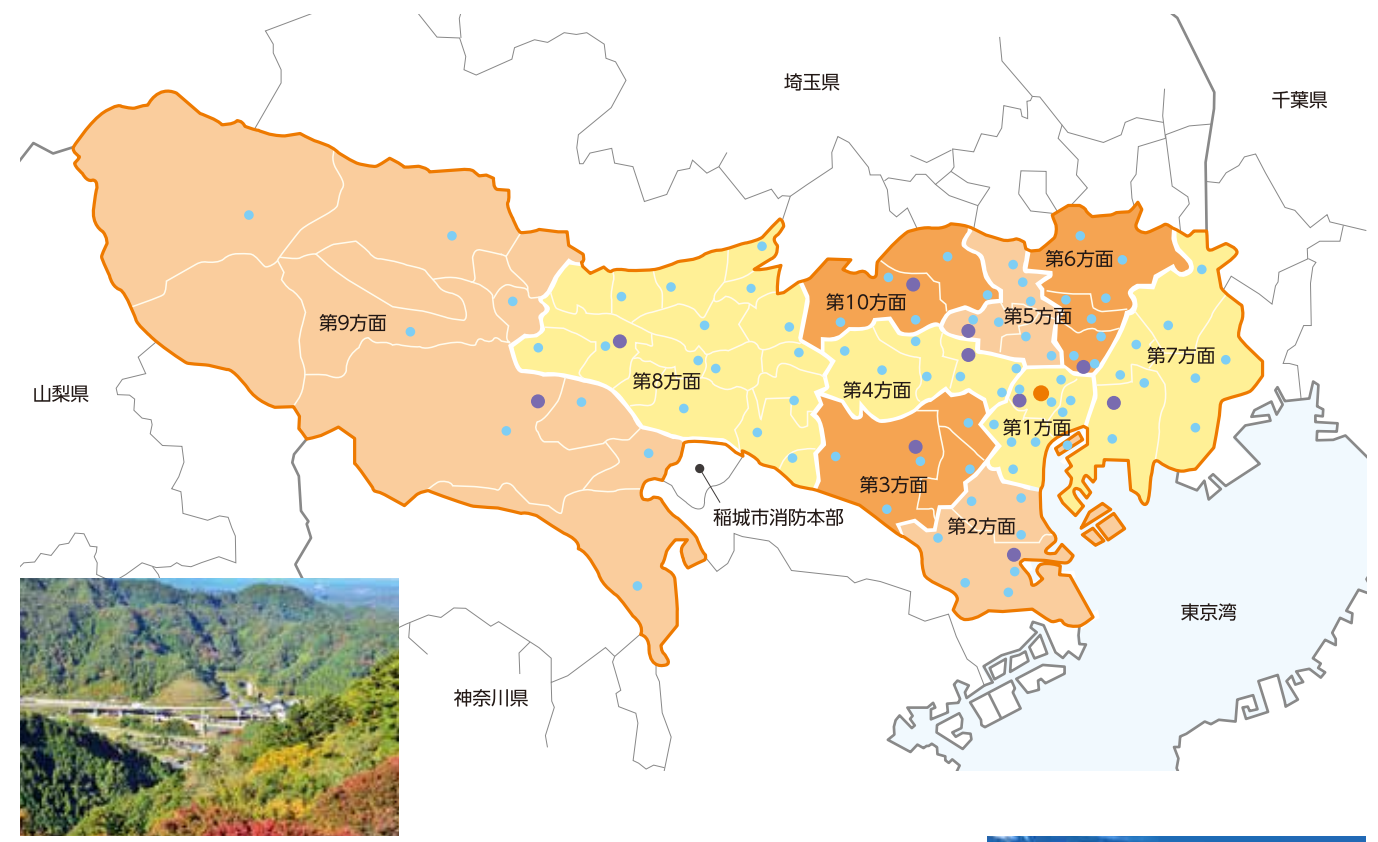 埼玉県
千葉県
第6方面
第10方面
第5方面
第9方面
第7方面
第8方面
第4方面
山梨県
第1方面
第3方面
稲城市消防本部
第2方面
東京湾
神奈川県